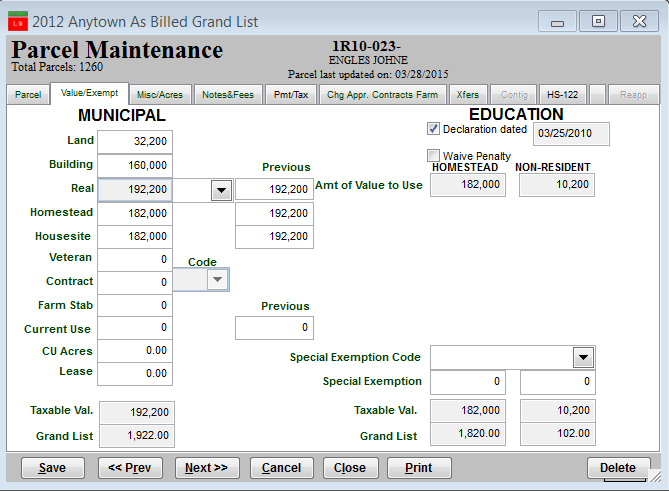 2012 Anytown As Billed Grand List
Parcel Maintenance
Total Parcels: 1260
1R10-023-
ENGLES JOHNE
Parcel last updated on: 03/28/2015
Parcel Value/Exempt Misc/Acres Notes&Fees Pmt/Tax Chg Appr. Contracts Farm Xfers Contig HS-122 Reapp
MUNICIPAL
EDUCATION
Land 32,200
Declaration dated 03/25/2010
Building 160,000 Previous
Waive Penalty
HOMESTEAD NON-RESIDENT
Real 192,200 192,200 Amt of Value to Use 182,000 10,200
Homestead 182,000 192,200
Housesite 182,000 192,200
Veteran 0 Code
Contract 0
Farm Stab 0 Previous
Current Use 0 0
CU Acres 0.00 Special Exemption Code
Lease 0.00 Special Exemption 0 0
Taxable Val. 192,200 Taxable Val. 182,000 10,200
Grand List 1,922.00 Grand List 1,820.00 102.00
Save << Prev Next >> Cancel Close Print Delete